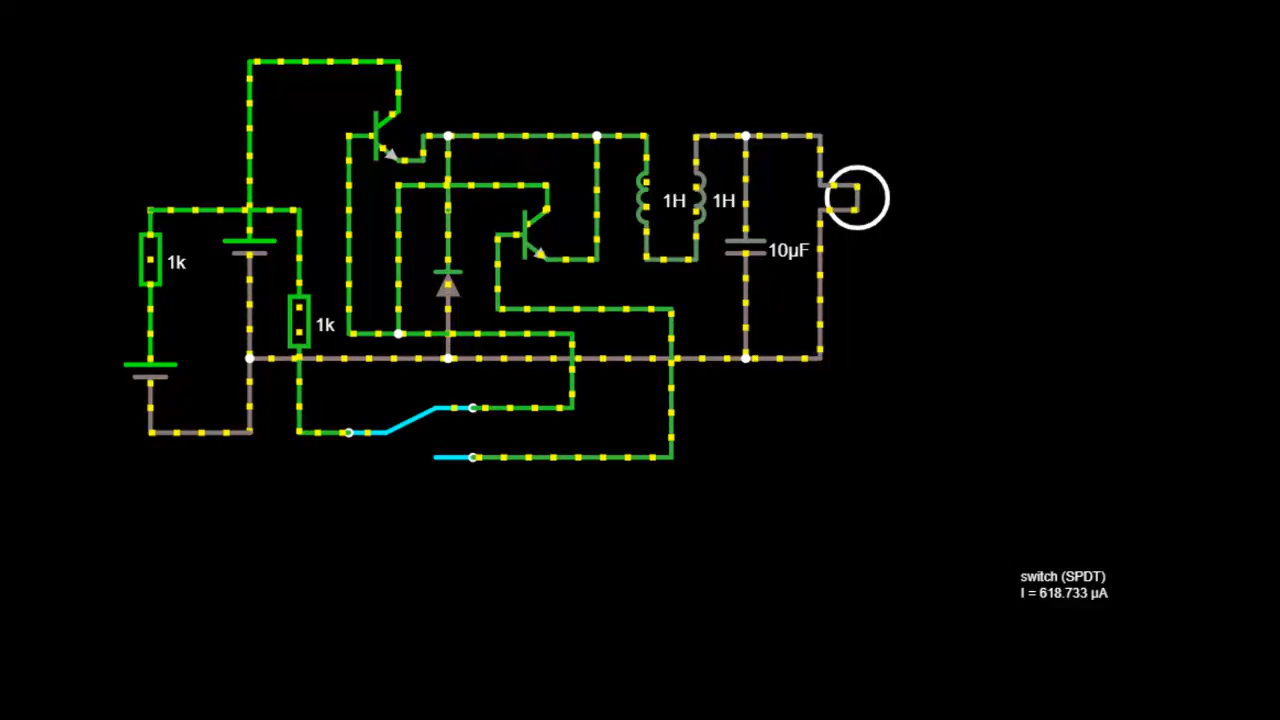 1H
1H
10μF
1k
1k
switch (SPDT)
I = 618.733 μA